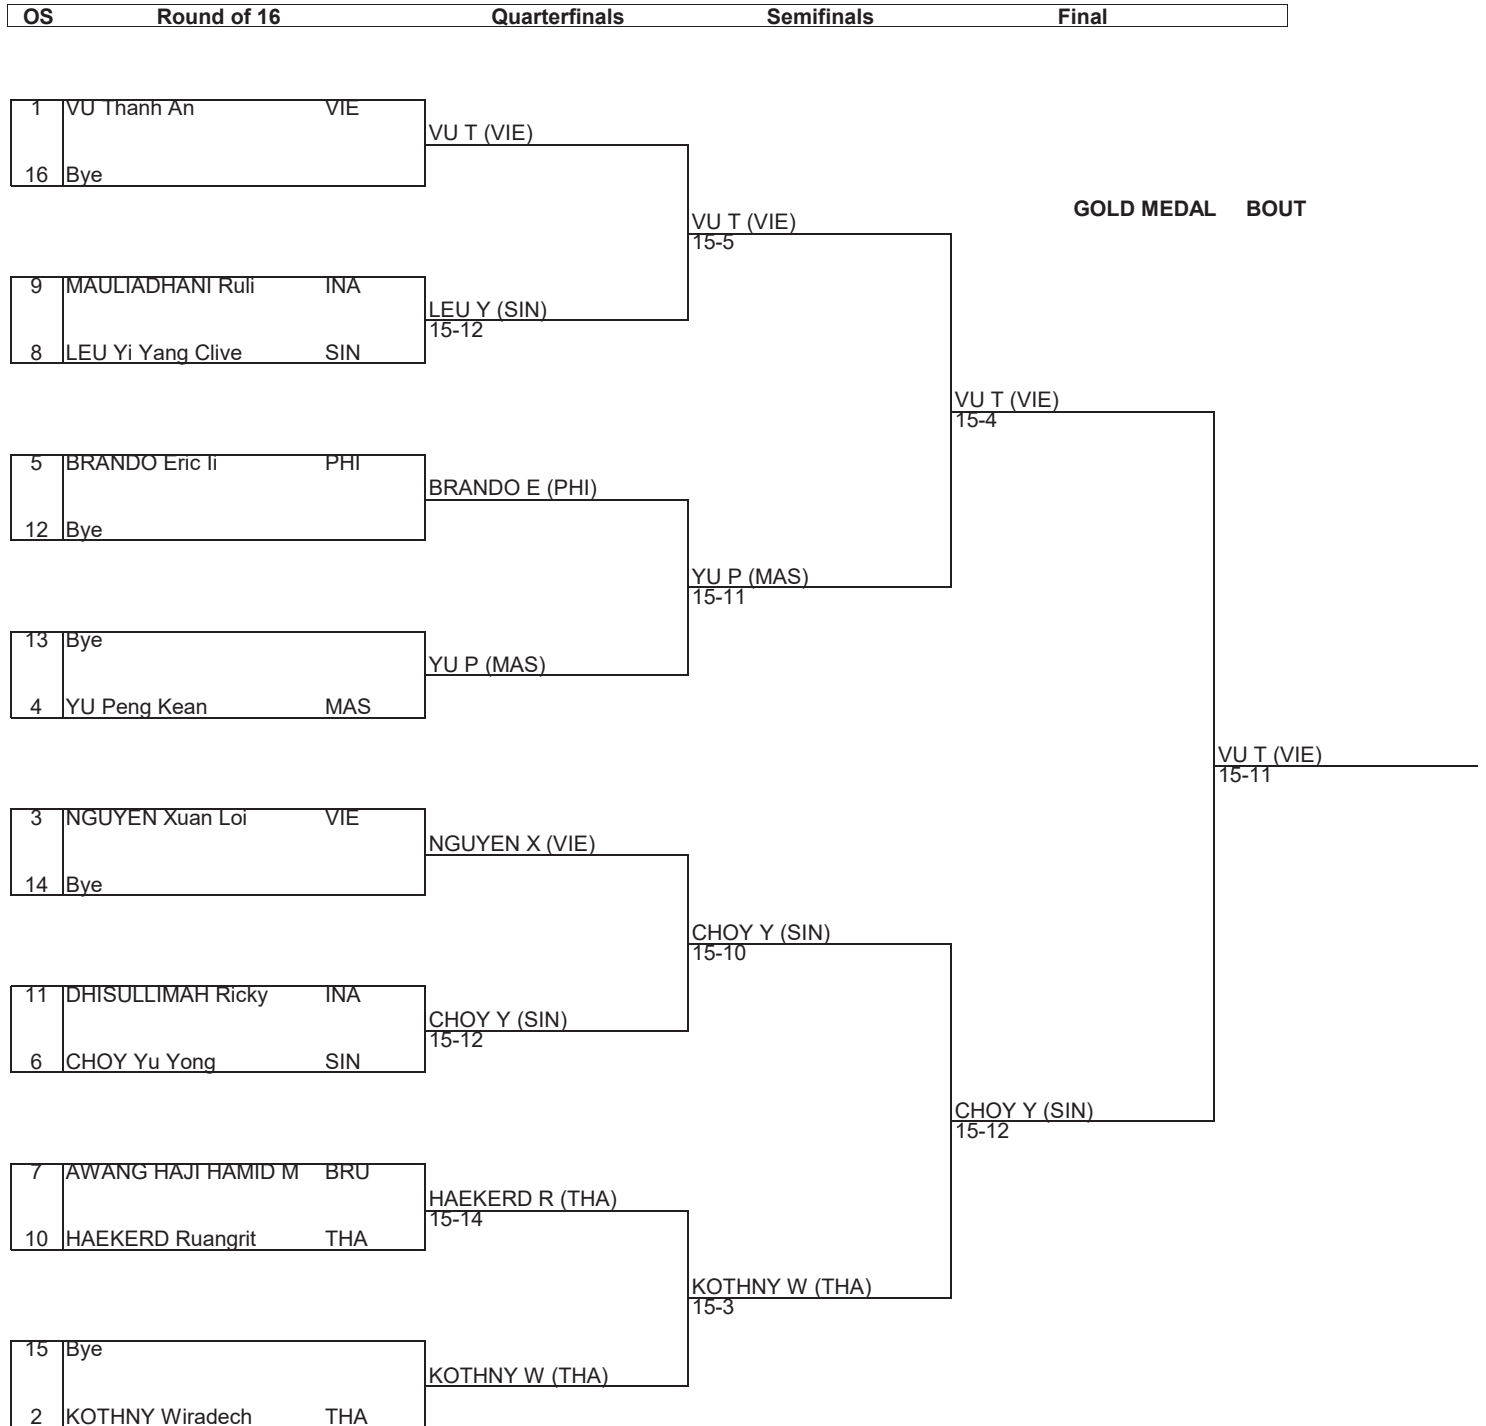 OS Round of 16 Quarterfinals Semifinals Final
1 VU Thanh An VIE
VU T (VIE)
16 Bye
GOLD MEDAL BOUT
VU T (VIE)
15-5
9 MAULIADHANI Ruli INA
LEU Y (SIN)
15-12
8 LEU Yi Yang Clive SIN
VU T (VIE)
15-4
5 BRANDO Eric Ii PHI
BRANDO E (PHI)
12 Bye
YU P (MAS)
15-11
13 Bye
YU P (MAS)
4 YU Peng Kean MAS
VU T (VIE)
15-11
3 NGUYEN Xuan Loi VIE
NGUYEN X (VIE)
14 Bye
CHOY Y (SIN)
15-10
11 DHISULLIMAH Ricky INA
CHOY Y (SIN)
15-12
6 CHOY Yu Yong SIN
CHOY Y (SIN)
15-12
7 AWANG HAJI HAMID M BRU
HAEKERD R (THA)
15-14
10 HAEKERD Ruangrit THA
KOTHNY W (THA)
15-3
15 Bye
KOTHNY W (THA)
2 KOTHNY Wiradech THA